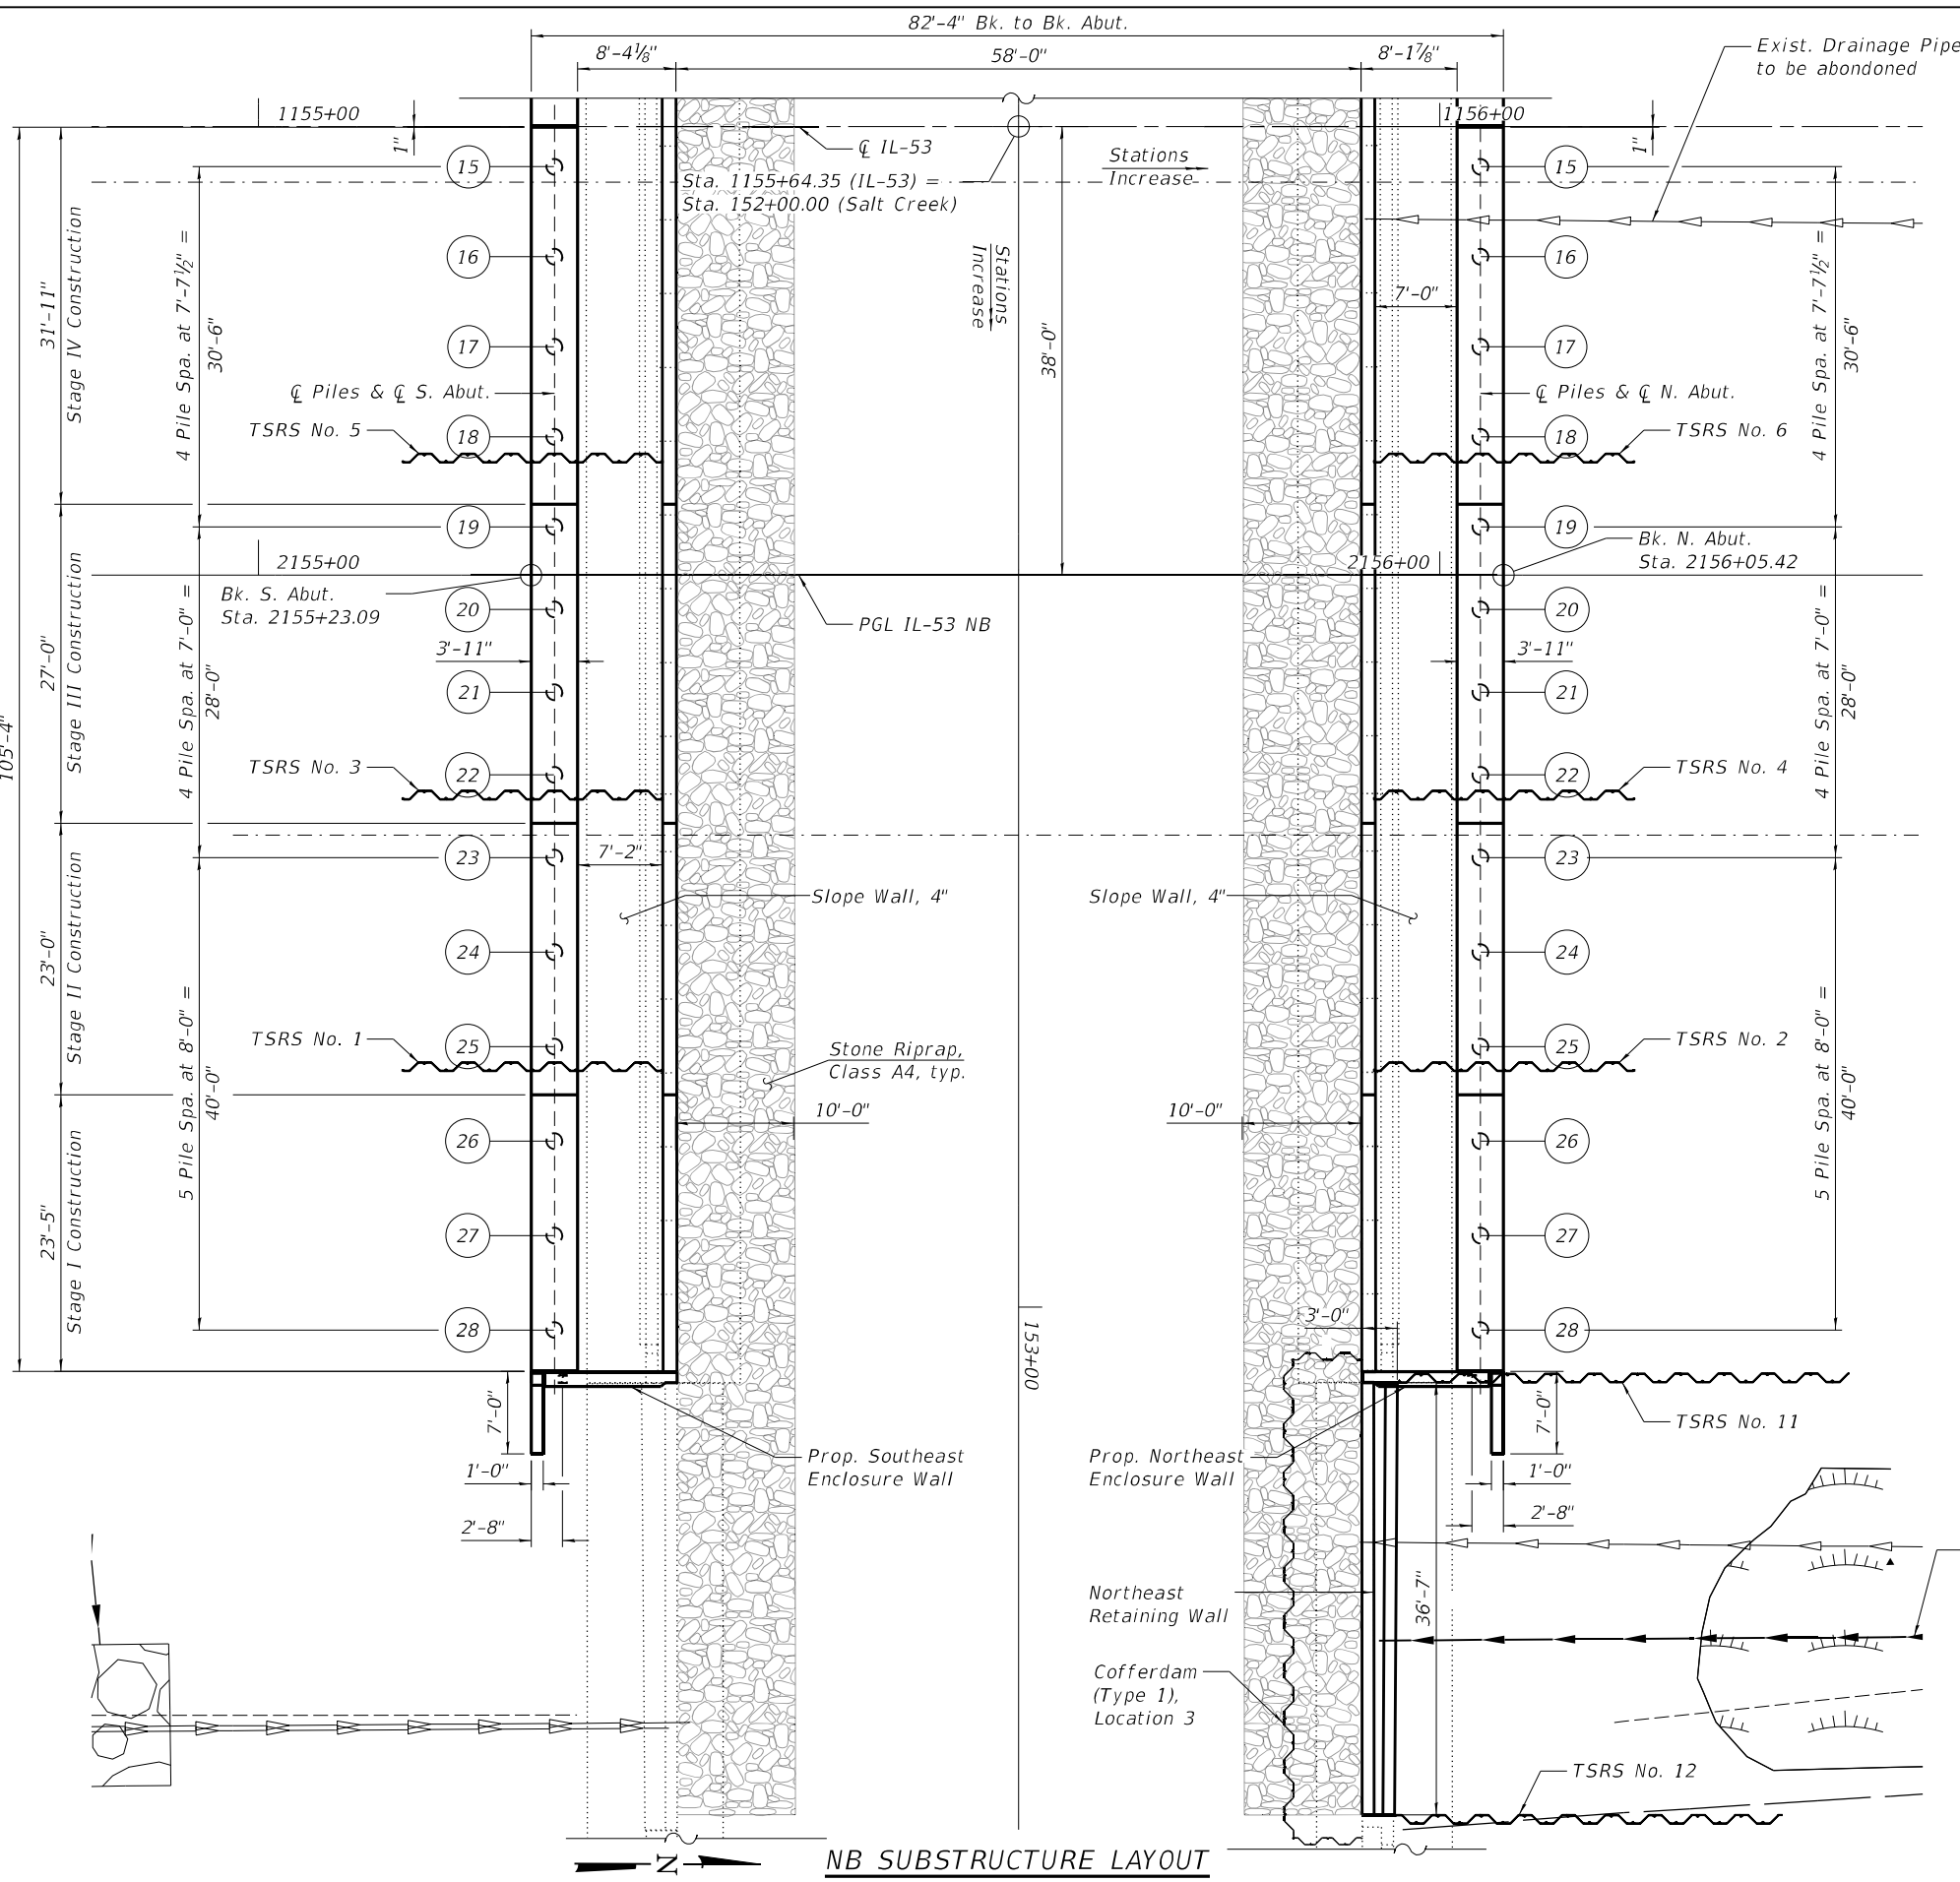 82'-4" Bk. to Bk. Abut.
8'-4⅛"
58'-0"
8'-1⅞"
Exist. Drainage Pipe
to be abondoned
1155+00
1156+00
1"
1"
℄ IL-53
Stations
Increase
Sta. 1155+64.35 (IL-53) =
Sta. 152+00.00 (Salt Creek)
Stations
Increase
38'-0"
15
16
17
18
19
20
21
22
23
24
25
26
27
28
15
16
17
18
19
20
21
22
23
24
25
26
27
28
105'-4"
31'-11"
Stage IV Construction
27'-0"
Stage III Construction
23'-0"
Stage II Construction
23'-5"
Stage I Construction
4 Pile Spa. at 7'-7½" =
30'-6"
4 Pile Spa. at 7'-0" =
28'-0"
5 Pile Spa. at 8'-0" =
40'-0"
4 Pile Spa. at 7'-7½" =
30'-6"
4 Pile Spa. at 7'-0" =
28'-0"
5 Pile Spa. at 8'-0" =
40'-0"
7'-0"
℄ Piles & ℄ S. Abut.
℄ Piles & ℄ N. Abut.
TSRS No. 5
TSRS No. 6
2155+00
2156+00
Bk. S. Abut.
Sta. 2155+23.09
Bk. N. Abut.
Sta. 2156+05.42
PGL IL-53 NB
3'-11"
3'-11"
TSRS No. 3
TSRS No. 4
7'-2"
Slope Wall, 4"
Slope Wall, 4"
TSRS No. 1
TSRS No. 2
Stone Riprap,
Class A4, typ.
10'-0"
10'-0"
153+00
3'-0"
7'-0"
1'-0"
2'-8"
Prop. Southeast
Enclosure Wall
Prop. Northeast
Enclosure Wall
TSRS No. 11
7'-0"
1'-0"
2'-8"
Northeast
Retaining Wall
36'-7"
Cofferdam
(Type 1),
Location 3
TSRS No. 12
N
NB SUBSTRUCTURE LAYOUT